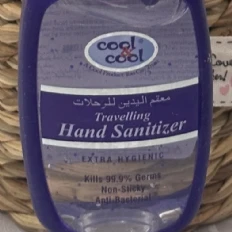 cool & cool
معقم اليدين للرحلات
Travelling
Hand Sanitizer
EXTRA HYGIENIC
Kills 99.9% Germs
Non-Sticky
Anti-Bacterial